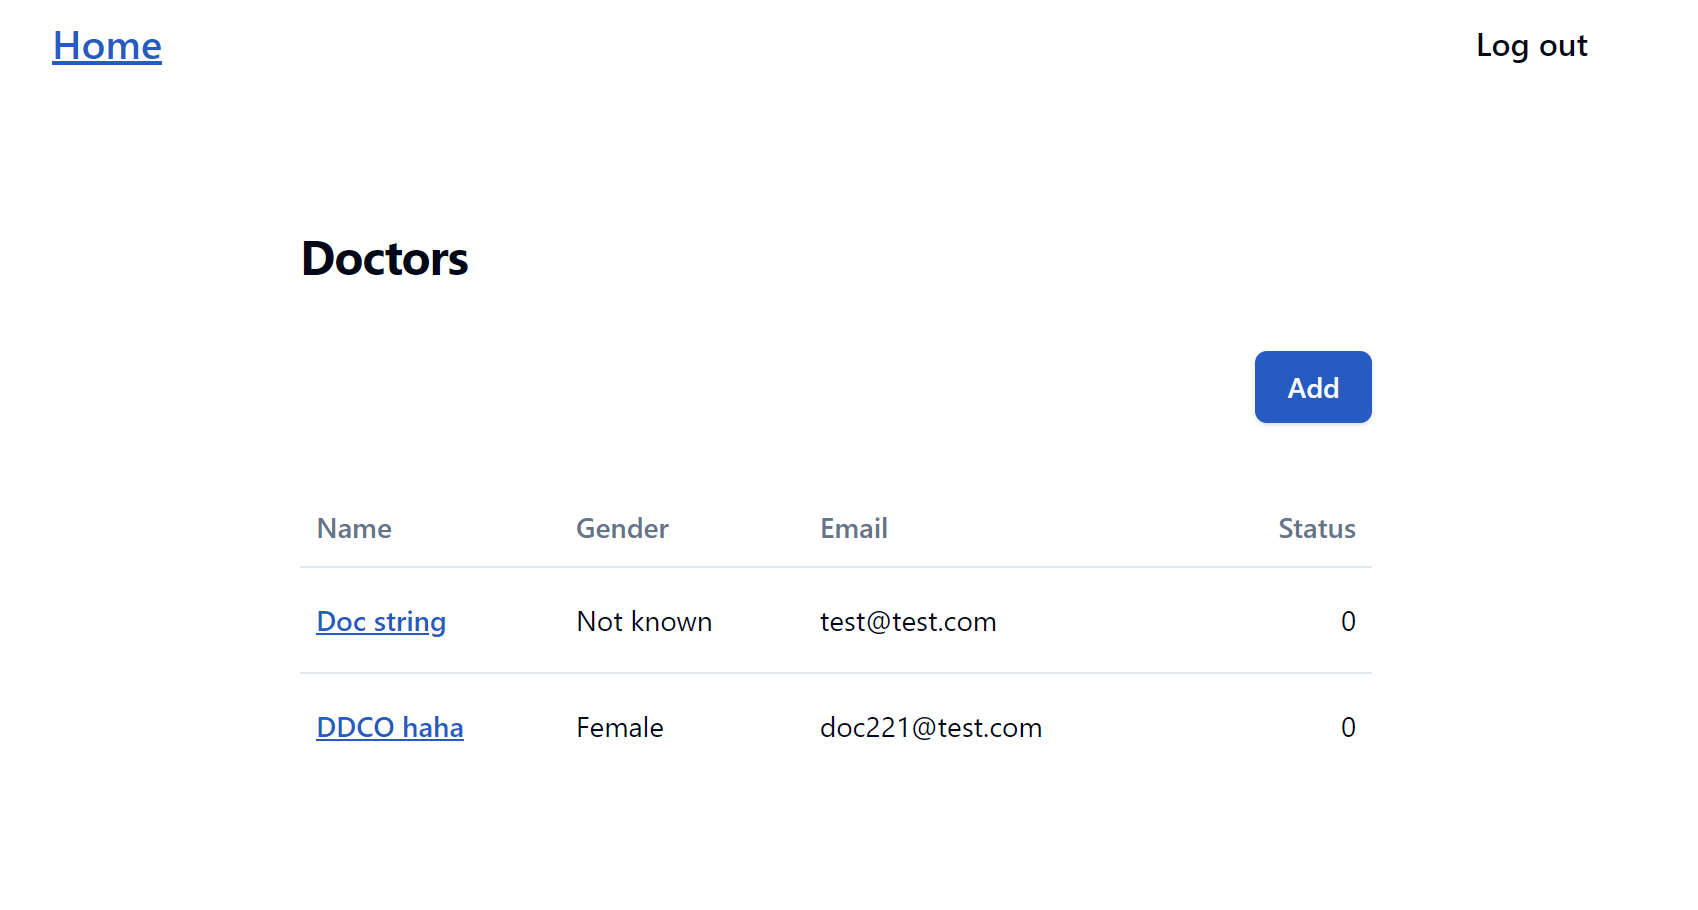 Home Log out
Doctors
Add
Name Gender Email Status
Doc string Not known test@test.com 0
DDCO haha Female doc221@test.com 0